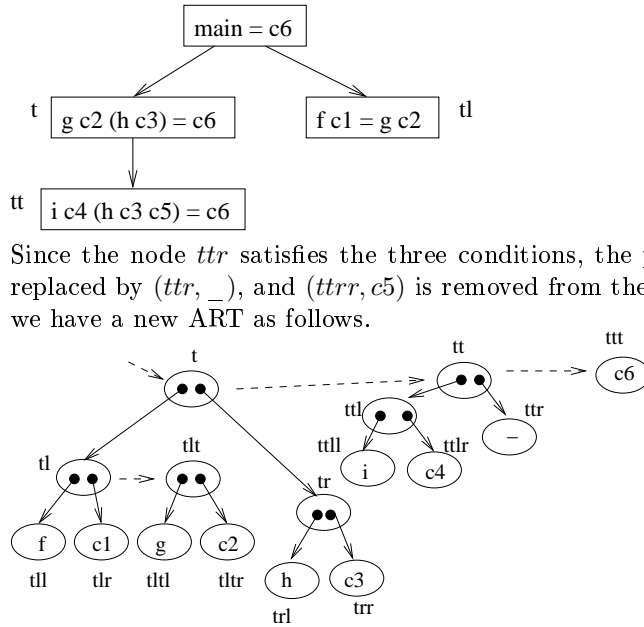 main = c6
t g c2 (h c3) = c6 f c1 = g c2 tl
tt i c4 (h c3 c5) = c6
Since the node ttr satisfies the three conditions, the
replaced by (ttr, _), and (ttrr, c5) is removed from the
we have a new ART as follows.
t tt ttt
c6
ttl ttr
ttll ttlr –
tl tlt i c4
tr
f c1 g c2
tll tlr tltl tltr h c3
trl trr